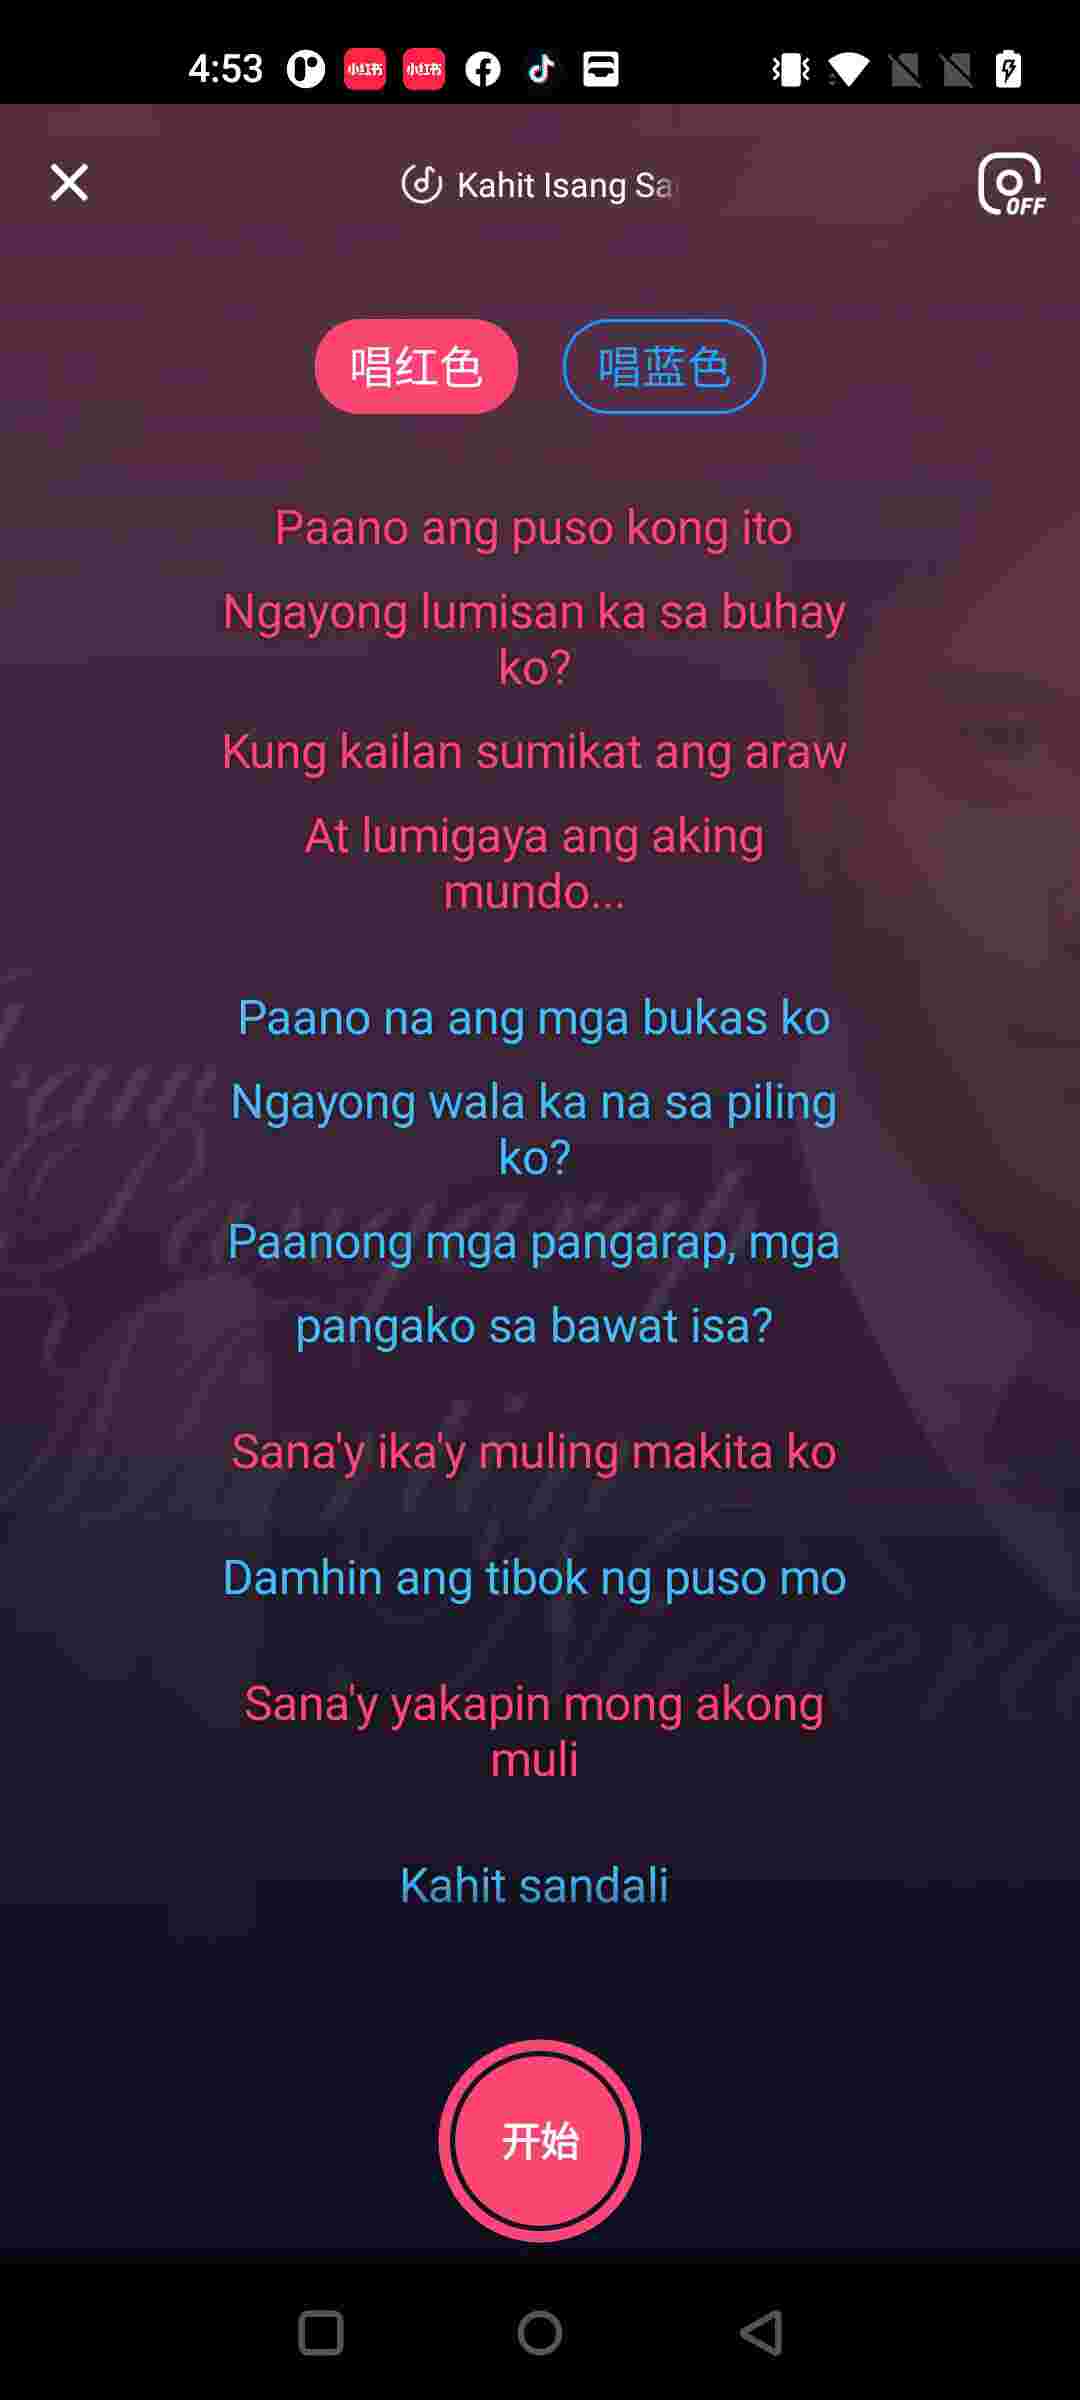 4:53
小红书
小红书
Kahit Isang Sa
OFF
唱红色
唱蓝色
Paano ang puso kong ito
Ngayong lumisan ka sa buhay
ko?
Kung kailan sumikat ang araw
At lumigaya ang aking
mundo...
Paano na ang mga bukas ko
Ngayong wala ka na sa piling
ko?
Paanong mga pangarap, mga
pangako sa bawat isa?
Sana'y ika'y muling makita ko
Damhin ang tibok ng puso mo
Sana'y yakapin mong akong
muli
Kahit sandali
开始